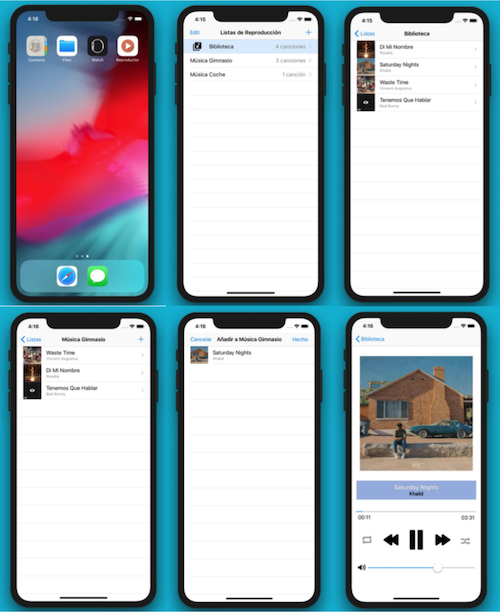 4:15
Contacts
Files
Watch
Reproductor
4:15
Edit
Listas de Reproducción
+
Biblioteca
4 canciones
Música Gimnasio
3 canciones
Música Coche
1 canción
4:15
Listas
Biblioteca
Di Mi Nombre
Rosalía
Saturday Nights
Khalid
Waste Time
Vincent Augustus
Tenemos Que Hablar
Bad Bunny
4:16
Listas
Música Gimnasio
+
Waste Time
Vincent Augustus
Di Mi Nombre
Rosalía
Tenemos Que Hablar
Bad Bunny
4:16
Cancelar
Añadir a Música Gimnasio
Hecho
Saturday Nights
Khalid
4:16
Biblioteca
Saturday Nights
Khalid
00:11
03:31